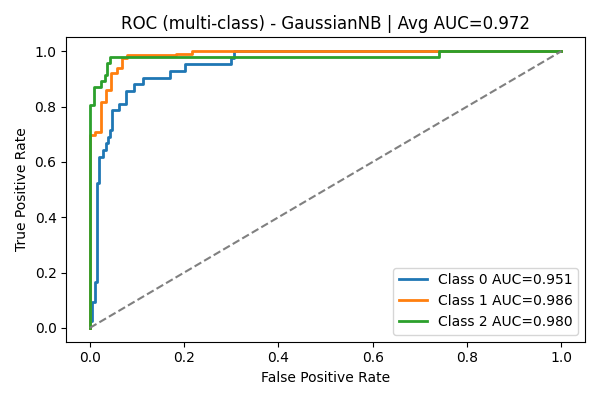 ROC (multi-class) - GaussianNB | Avg AUC=0.972
True Positive Rate
1.0
0.8
0.6
0.4
0.2
0.0
Class 0 AUC=0.951
Class 1 AUC=0.986
Class 2 AUC=0.980
0.0 0.2 0.4 0.6 0.8 1.0
False Positive Rate